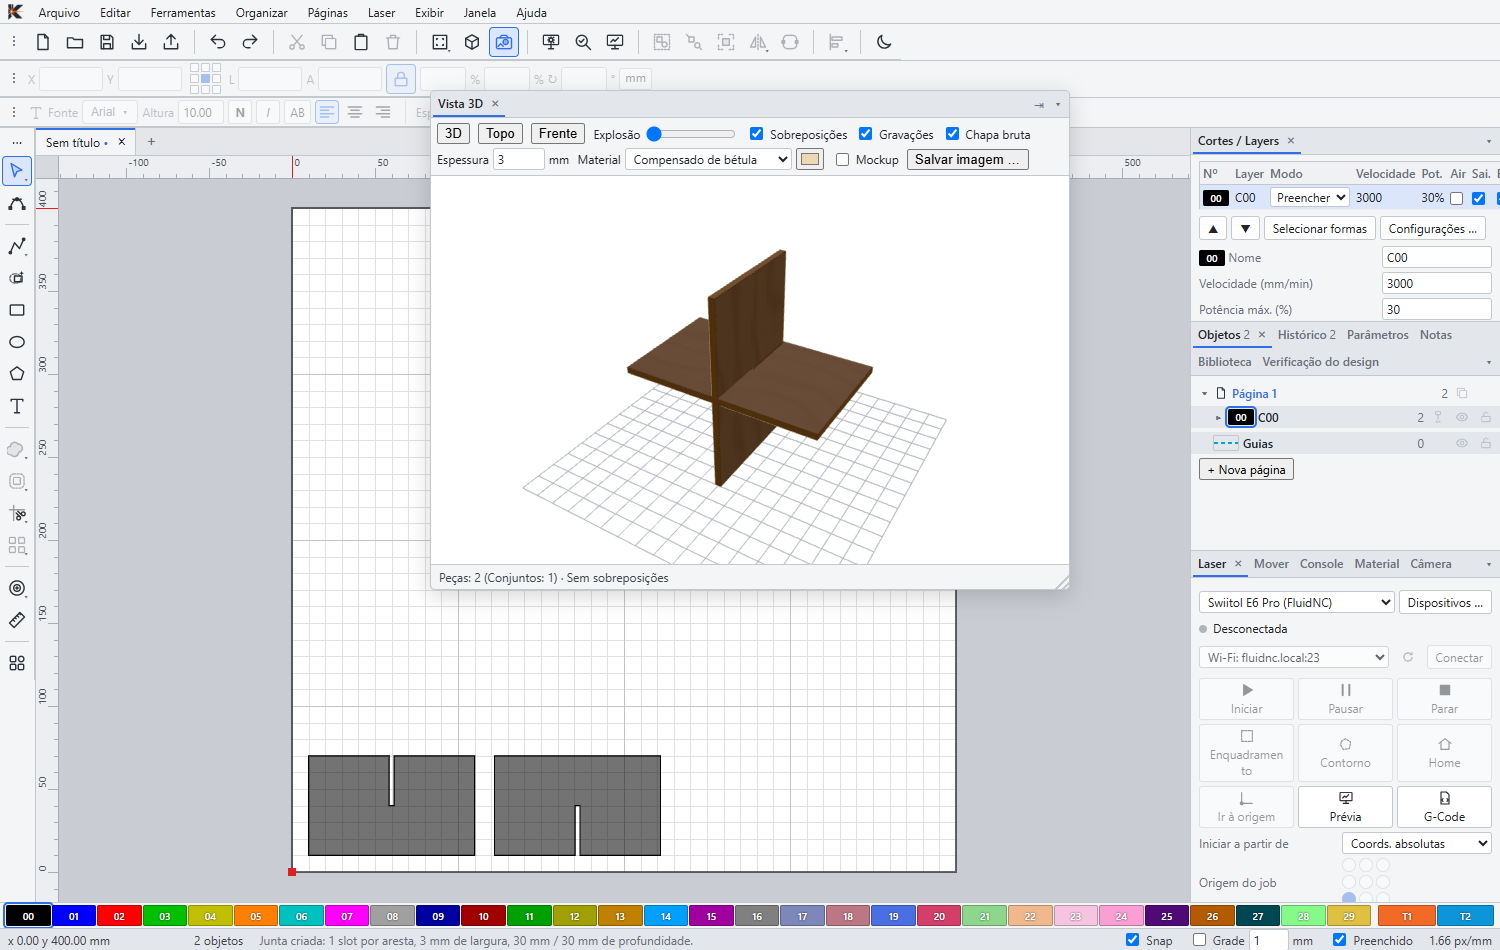 Arquivo Editar Ferramentas Organizar Páginas Laser Exibir Janela Ajuda
X Y L A % % ° mm
Fonte Arial Altura 10.00 N I AB
Sem título • × +
-100 -50 0 50 500
400 350 300 250 200 150 100 50 0
Vista 3D ×
3D Topo Frente Explosão Sobreposições Gravações Chapa bruta
Espessura 3 mm Material Compensado de bétula Mockup Salvar imagem ...
Peças: 2 (Conjuntos: 1) · Sem sobreposições
Cortes / Layers ×
Nº Layer Modo Velocidade Pot. Air Sai.
00 C00 Preencher 3000 30%
▲ ▼ Selecionar formas Configurações ...
00 Nome C00
Velocidade (mm/min) 3000
Potência máx. (%) 30
Objetos 2 × Histórico 2 Parâmetros Notas
Biblioteca Verificação do design
Página 1 2
00 C00 2
Guias 0
+ Nova página
Laser × Mover Console Material Câmera
Swiitol E6 Pro (FluidNC) Dispositivos ...
Desconectada
Wi-Fi: fluidnc.local:23 Conectar
Iniciar Pausar Parar
Enquadramento Contorno Home
Ir à origem Prévia G-Code
Iniciar a partir de Coords. absolutas
Origem do job
00 01 02 03 04 05 06 07 08 09 10 11 12 13 14 15 16 17 18 19 20 21 22 23 24 25 26 27 28 29 T1 T2
x 0.00 y 400.00 mm 2 objetos Junta criada: 1 slot por aresta, 3 mm de largura, 30 mm / 30 mm de profundidade. Snap Grade 1 mm Preenchido 1.66 px/mm